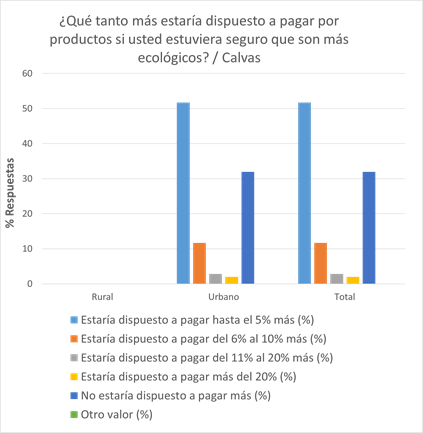 ¿Qué tanto más estaría dispuesto a pagar por
productos si usted estuviera seguro que son más
ecológicos? / Calvas
% Respuestas
60
50
40
30
20
10
0
Rural
Urbano
Total
Estaría dispuesto a pagar hasta el 5% más (%)
Estaría dispuesto a pagar del 6% al 10% más (%)
Estaría dispuesto a pagar del 11% al 20% más (%)
Estaría dispuesto a pagar más del 20% (%)
No estaría dispuesto a pagar más (%)
Otro valor (%)